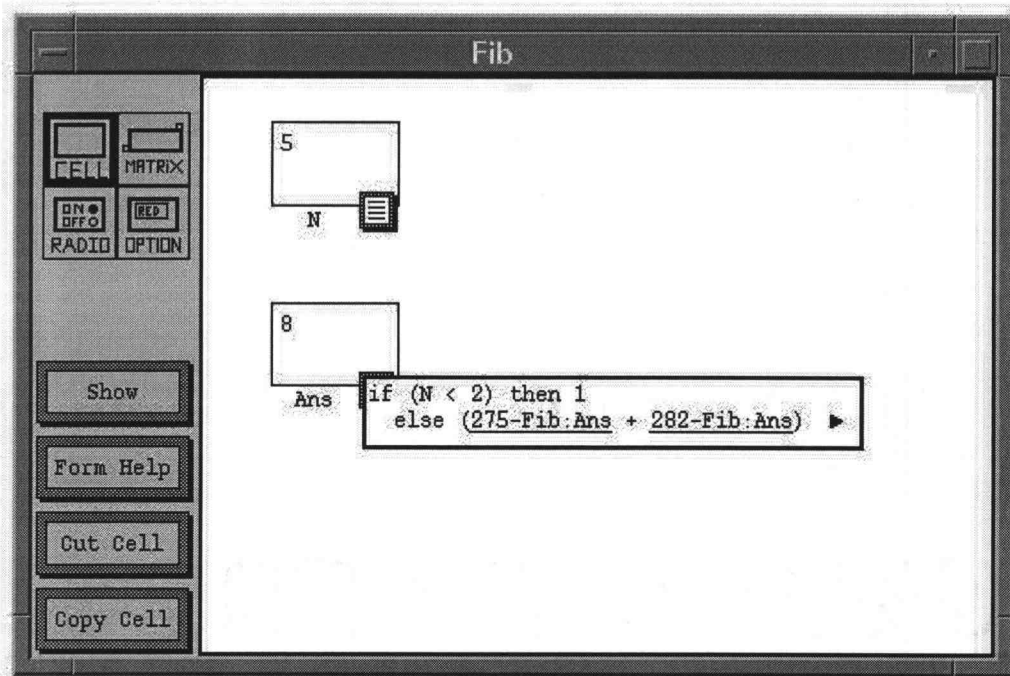 Fib
CELL
MATRIX
ON
OFF
RED
RADIO
OPTION
Show
Form Help
Cut Cell
Copy Cell
5
N
8
Ans
if (N < 2) then 1
else (275-Fib:Ans + 282-Fib:Ans)